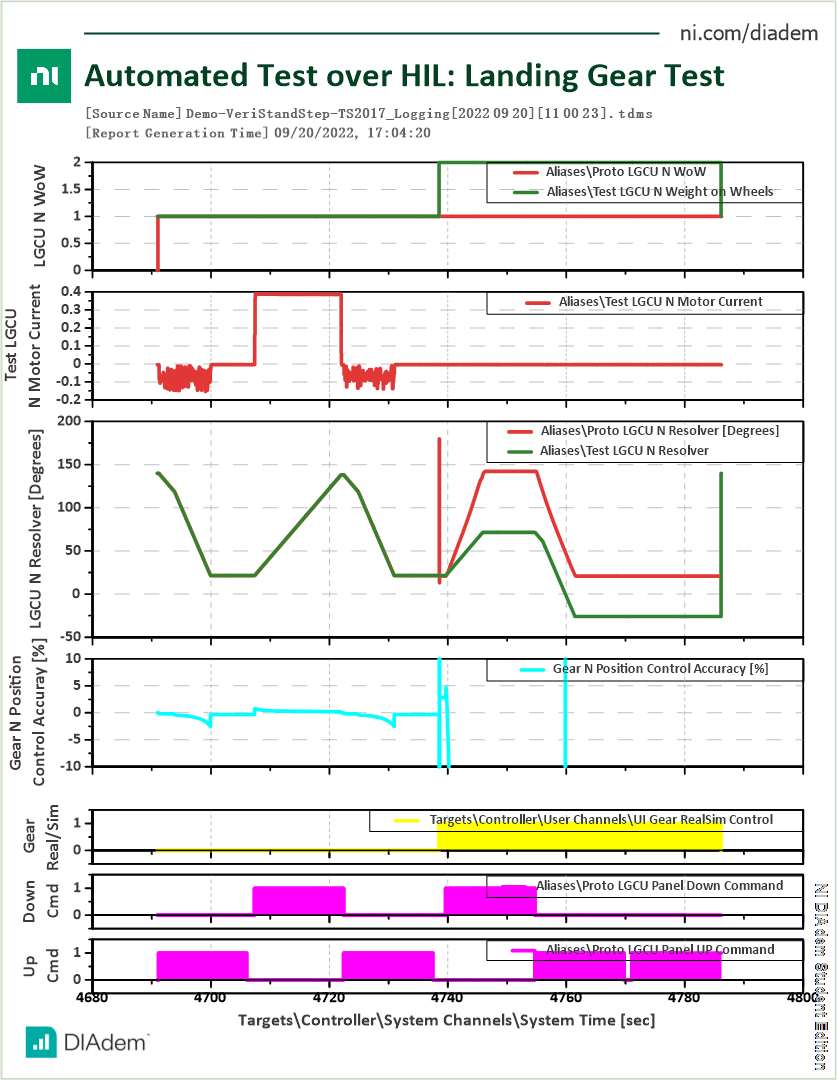 ni.com/diadem
ni
Automated Test over HIL: Landing Gear Test
[Source Name] Demo-VeriStandStep-TS2017_Logging[2022 09 20][11 00 23].tdms
[Report Generation Time] 09/20/2022, 17:04:20
LGCU N WoW
2
1.5
1
0.5
0
Aliases\Proto LGCU N WoW
Aliases\Test LGCU N Weight on Wheels
Test LGCU
N Motor Current
0.4
0.3
0.2
0.1
0
-0.1
-0.2
Aliases\Test LGCU N Motor Current
LGCU N Resolver [Degrees]
200
150
100
50
0
-50
Aliases\Proto LGCU N Resolver [Degrees]
Aliases\Test LGCU N Resolver
Gear N Position
Control Accuray [%]
10
5
0
-5
-10
Gear N Position Control Accuracy [%]
Gear
Real/Sim
1
0
Targets\Controller\User Channels\UI Gear RealSim Control
Down
Cmd
1
0
Aliases\Proto LGCU Panel Down Command
Up
Cmd
1
0
Aliases\Proto LGCU Panel UP Command
4680 4700 4720 4740 4760 4780 4800
Targets\Controller\System Channels\System Time [sec]
DIAdem™
NI DIAdem Student Edition